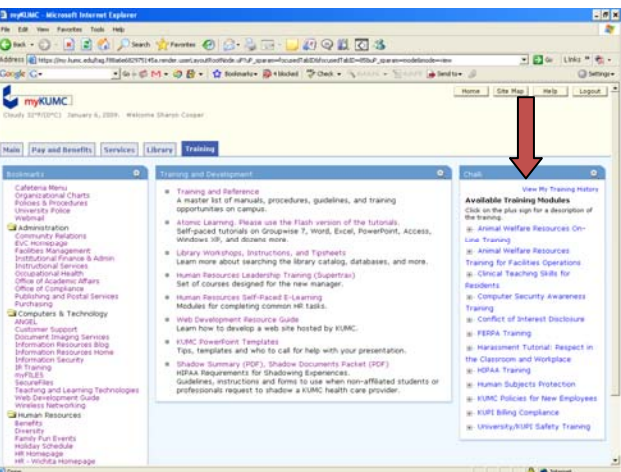 myKUMC - Microsoft Internet Explorer
File Edit View Favorites Tools Help
Back Search Favorites
Address
Go Links
Google Bookmarks 4 blocked Check Send to Settings
Home Site Map Help Logout
myKUMC
Cloudy 32°F(0°C) January 6, 2009. Welcome Sharon Cooper
Main Pay and Benefits Services Library Training
Bookmarks
Cafeteria Menu
Organizational Charts
Policies & Procedures
University Police
Webmail
Administration
Community Relations
EVC Homepage
Facilities Management
Institutional Finance & Admin
Instructional Services
Occupational Health
Office of Academic Affairs
Office of Compliance
Publishing and Postal Services
Purchasing
Computers & Technology
ANGEL
Customer Support
Document Imaging Services
Information Resources Blog
Information Resources Home
Information Security
IR Training
myFILES
SecureFiles
Teaching and Learning Technologies
Web Development Guide
Wireless Networking
Human Resources
Benefits
Diversity
Family Fun Events
Holiday Schedule
HR Homepage
HR - Wichita Homepage
Training and Development
Training and Reference
A master list of manuals, procedures, guidelines, and training
opportunities on campus.
Atomic Learning. Please use the Flash version of the tutorials.
Self-paced tutorials on Groupwise 7, Word, Excel, PowerPoint, Access,
Windows XP, and dozens more.
Library Workshops, Instructions, and Tipsheets
Learn more about searching the library catalog, databases, and more.
Human Resources Leadership Training (Supertrax)
Set of courses designed for the new manager.
Human Resources Self-Paced E-Learning
Modules for completing common HR tasks.
Web Development Resource Guide
Learn how to develop a web site hosted by KUMC.
KUMC PowerPoint Templates
Tips, templates and who to call for help with your presentation.
Shadow Summary (PDF), Shadow Documents Packet (PDF)
HIPAA Requirements for Shadowing Experiences.
Guidelines, instructions and forms to use when non-affiliated students or
professionals request to shadow a KUMC health care provider.
Chalk
View My Training History
Available Training Modules
Click on the plus sign for a description of
the training.
Animal Welfare Resources On-
Line Training
Animal Welfare Resources
Training for Facilities Operations
Clinical Teaching Skills for
Residents
Computer Security Awareness
Training
Conflict of Interest Disclosure
FERPA Training
Harassment Tutorial: Respect in
the Classroom and Workplace
HIPAA Training
Human Subjects Protection
KUMC Policies for New Employees
KUPI Billing Compliance
University/KUPI Safety Training
Done
Internet